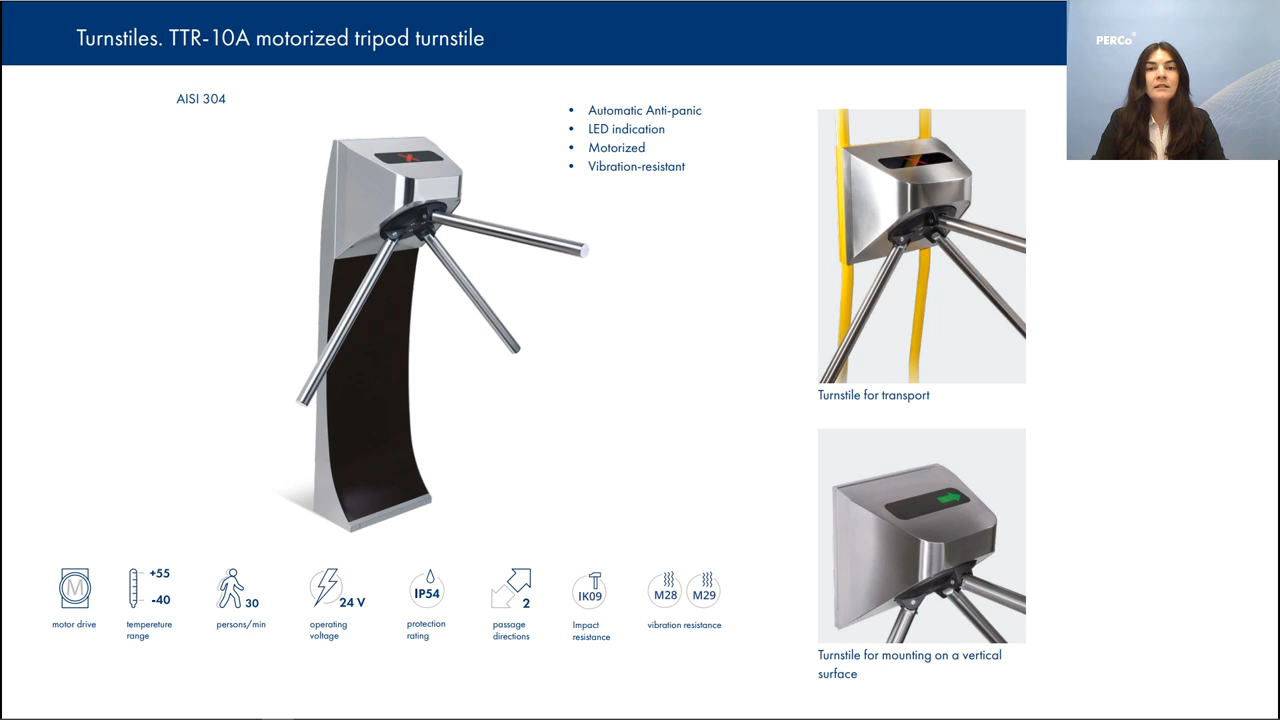 Turnstiles. TTR-10A motorized tripod turnstile
PERCo®
AISI 304
• Automatic Anti-panic
• LED indication
• Motorized
• Vibration-resistant
Turnstile for transport
Turnstile for mounting on a vertical
surface
M
motor drive
+55
-40
tempereture
range
30
persons/min
24 V
operating
voltage
IP54
protection
rating
2
passage
directions
IK09
Impact
resistance
M28 M29
vibration resistance